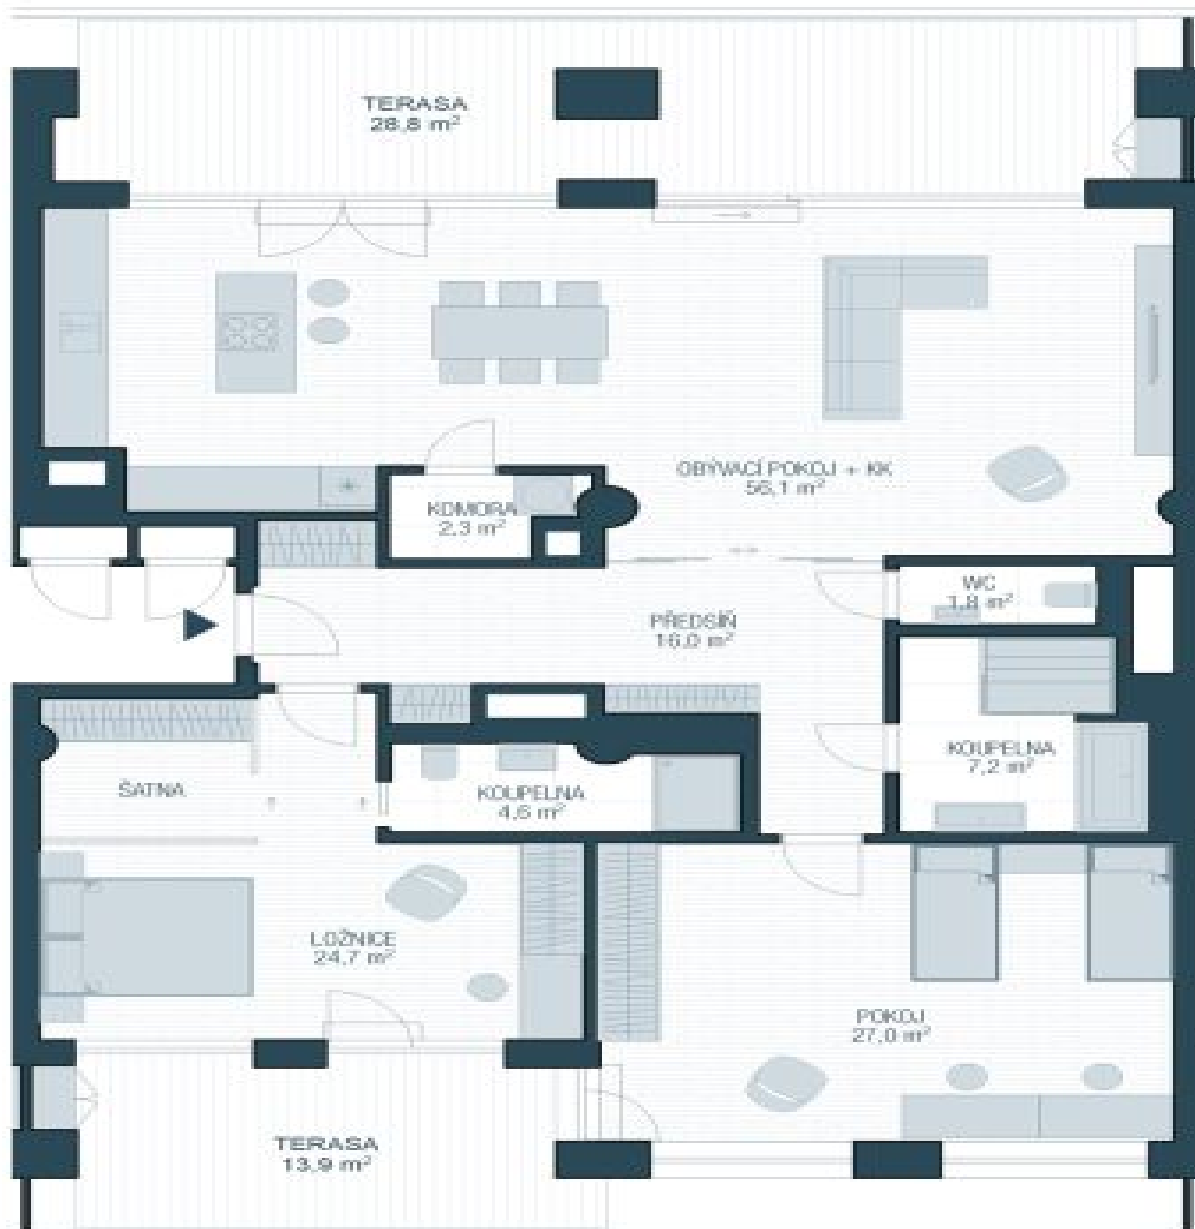 TERASA
28,8 m²
OBÝVACÍ POKOJ + KK
56,1 m²
KOMORA
2,3 m²
WC
1,8 m²
PŘEDSÍŇ
16,0 m²
KOUPELNA
7,2 m²
ŠATNA
KOUPELNA
4,6 m²
LOŽNICE
24,7 m²
POKOJ
27,0 m²
TERASA
13,9 m²